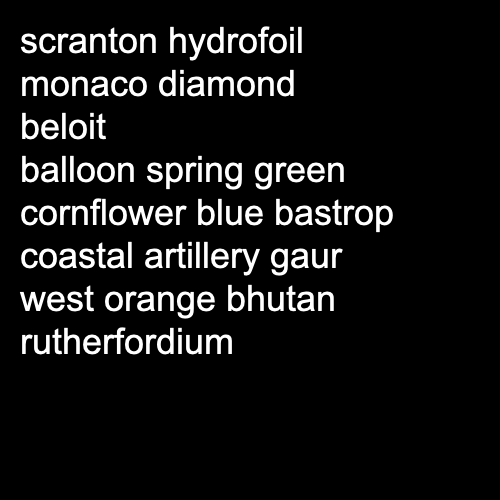 scranton hydrofoil
monaco diamond
beloit
balloon spring green
cornflower blue bastrop
coastal artillery gaur
west orange bhutan
rutherfordium